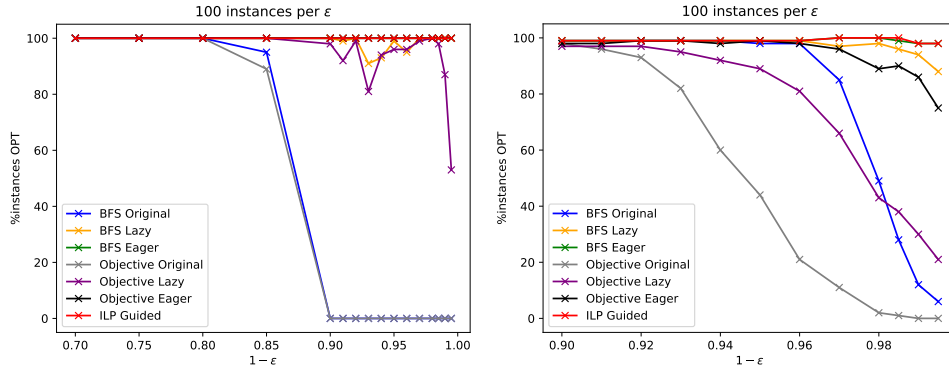 100 instances per ε
%instances OPT
100
80
60
40
20
0
BFS Original
BFS Lazy
BFS Eager
Objective Original
Objective Lazy
Objective Eager
ILP Guided
0.70 0.75 0.80 0.85 0.90 0.95 1.00
1 − ε
100 instances per ε
%instances OPT
100
80
60
40
20
0
BFS Original
BFS Lazy
BFS Eager
Objective Original
Objective Lazy
Objective Eager
ILP Guided
0.90 0.92 0.94 0.96 0.98
1 − ε